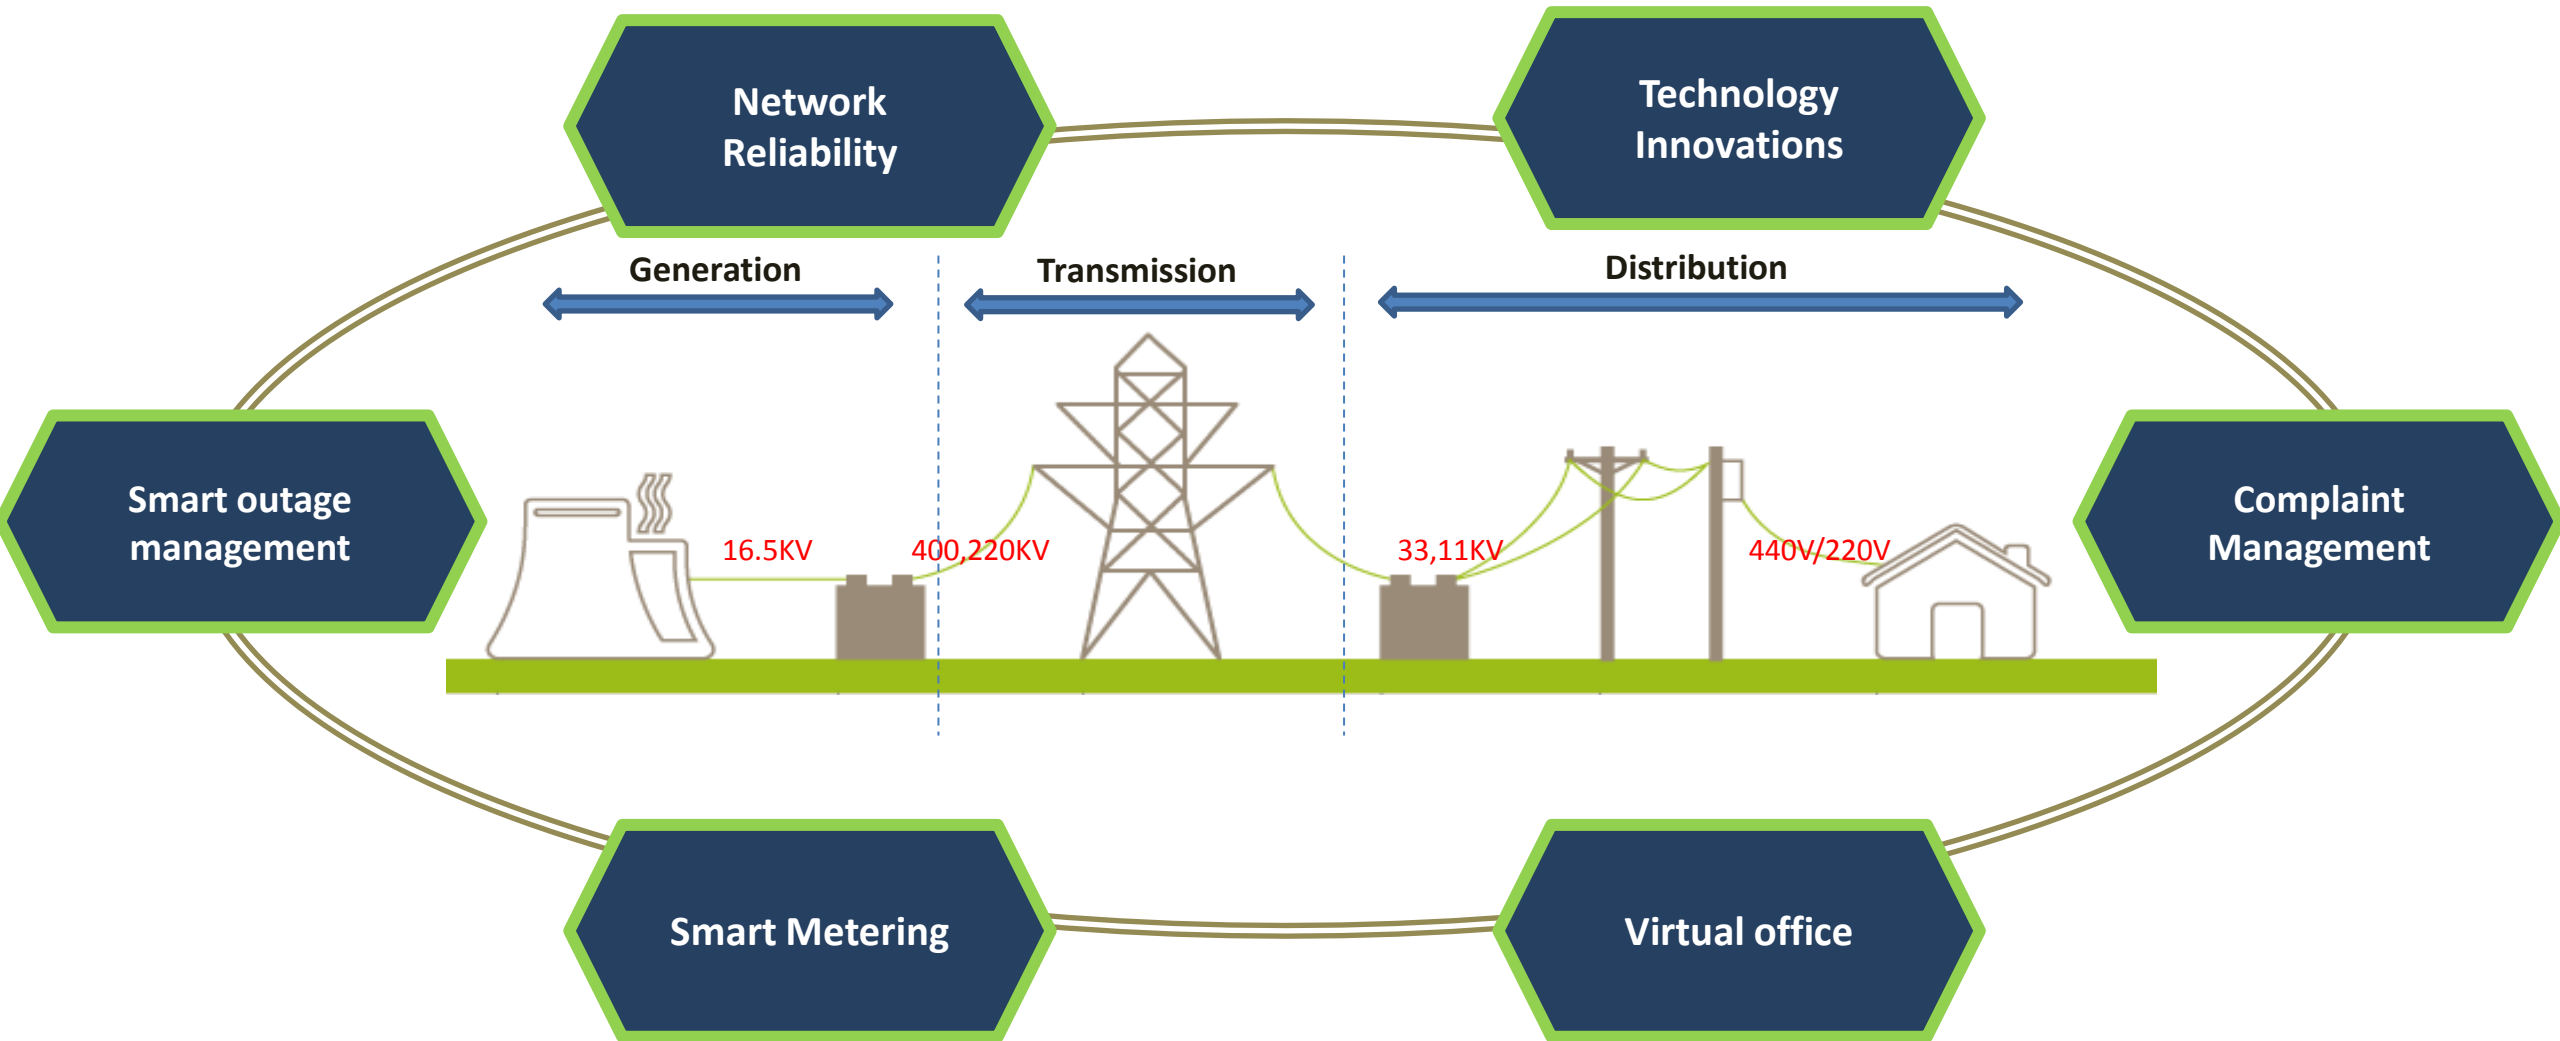 Network
Reliability
Technology
Innovations
Generation
Transmission
Distribution
Smart outage
management
16.5KV
400,220KV
33,11KV
440V/220V
Complaint
Management
Smart Metering
Virtual office